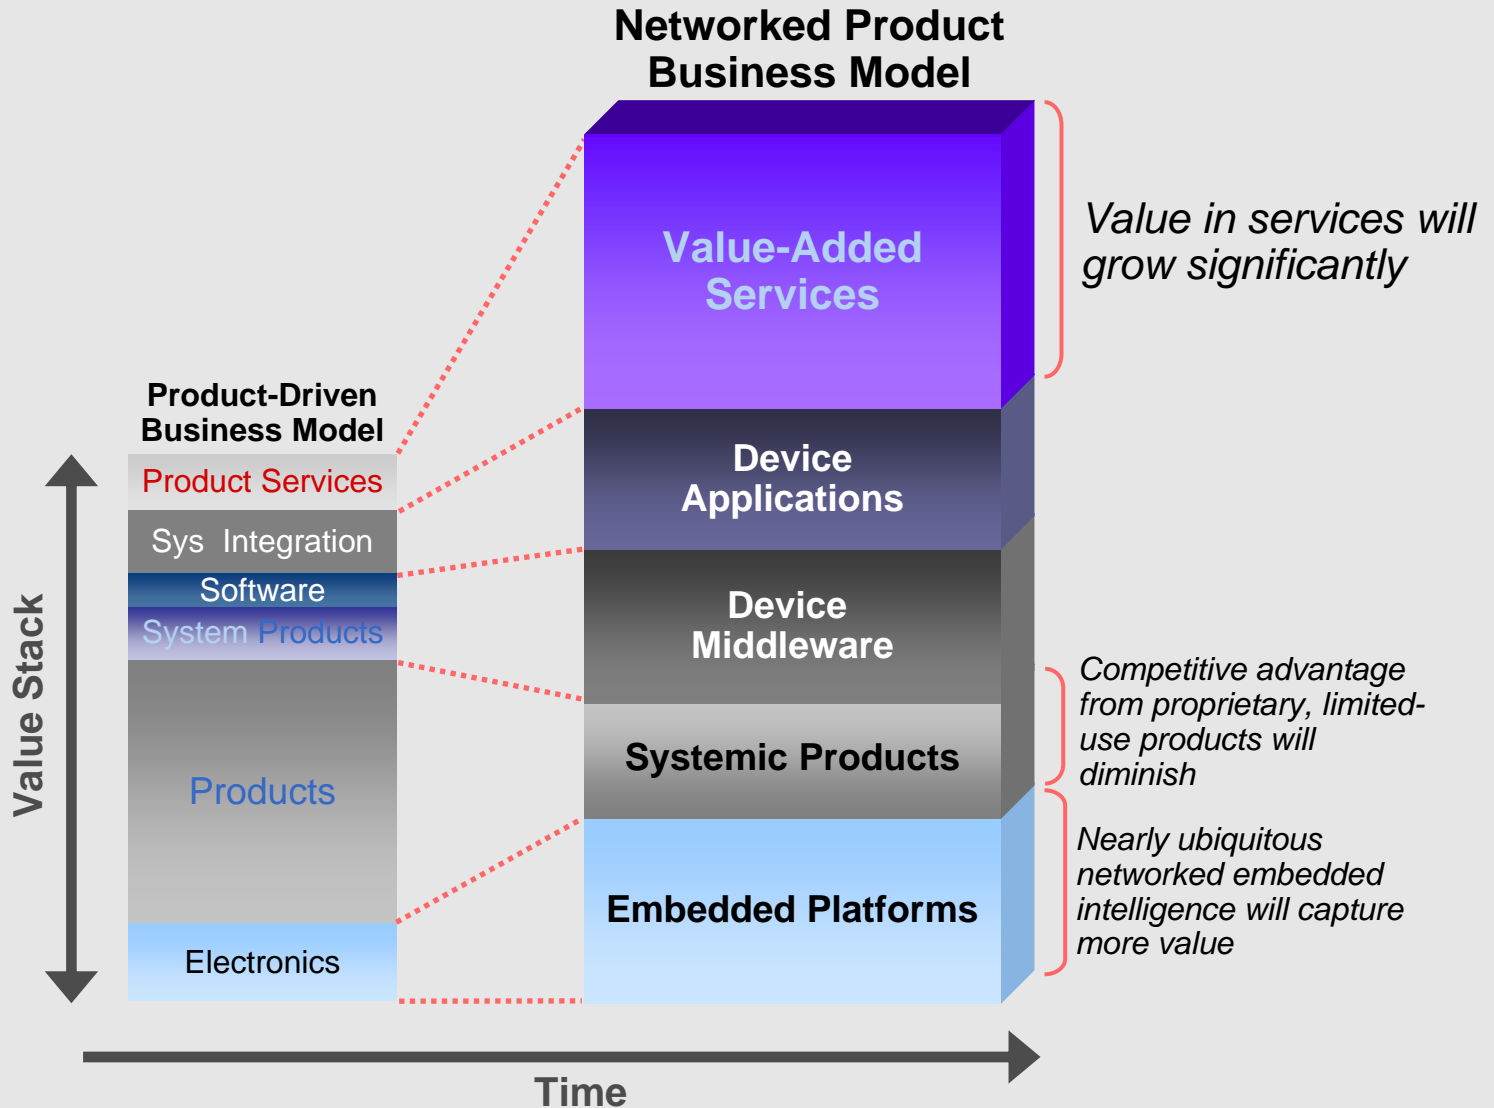 Networked Product
Business Model
Value-Added
Services
Value in services will
grow significantly
Product-Driven
Business Model
Product Services
Sys Integration
Software
System Products
Products
Electronics
Device
Applications
Device
Middleware
Systemic Products
Embedded Platforms
Competitive advantage
from proprietary, limited-
use products will
diminish
Nearly ubiquitous
networked embedded
intelligence will capture
more value
Value Stack
Time